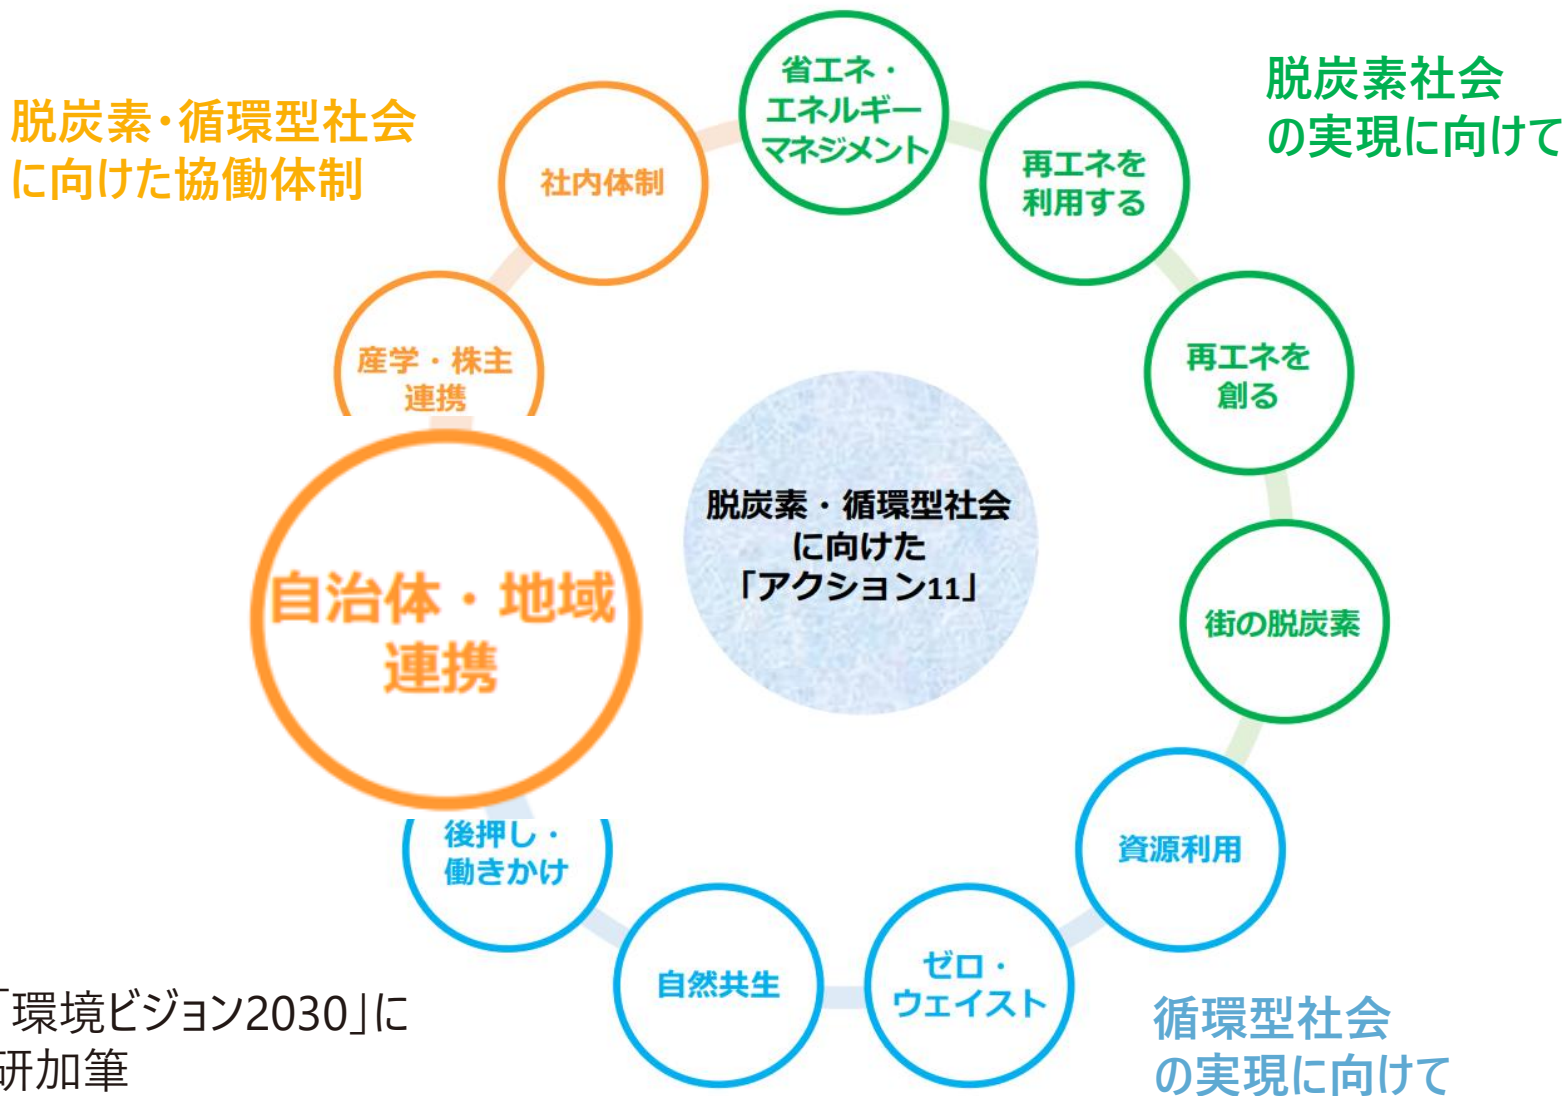 脱炭素・循環型社会
に向けた協働体制
脱炭素社会
の実現に向けて
省エネ・
エネルギー
マネジメント
再エネを
利用する
再エネを
創る
街の脱炭素
資源利用
ゼロ・
ウェイスト
自然共生
後押し・
働きかけ
自治体・地域
連携
産学・株主
連携
社内体制
脱炭素・循環型社会
に向けた
「アクション11」
循環型社会
の実現に向けて
「環境ビジョン2030」に
研加筆